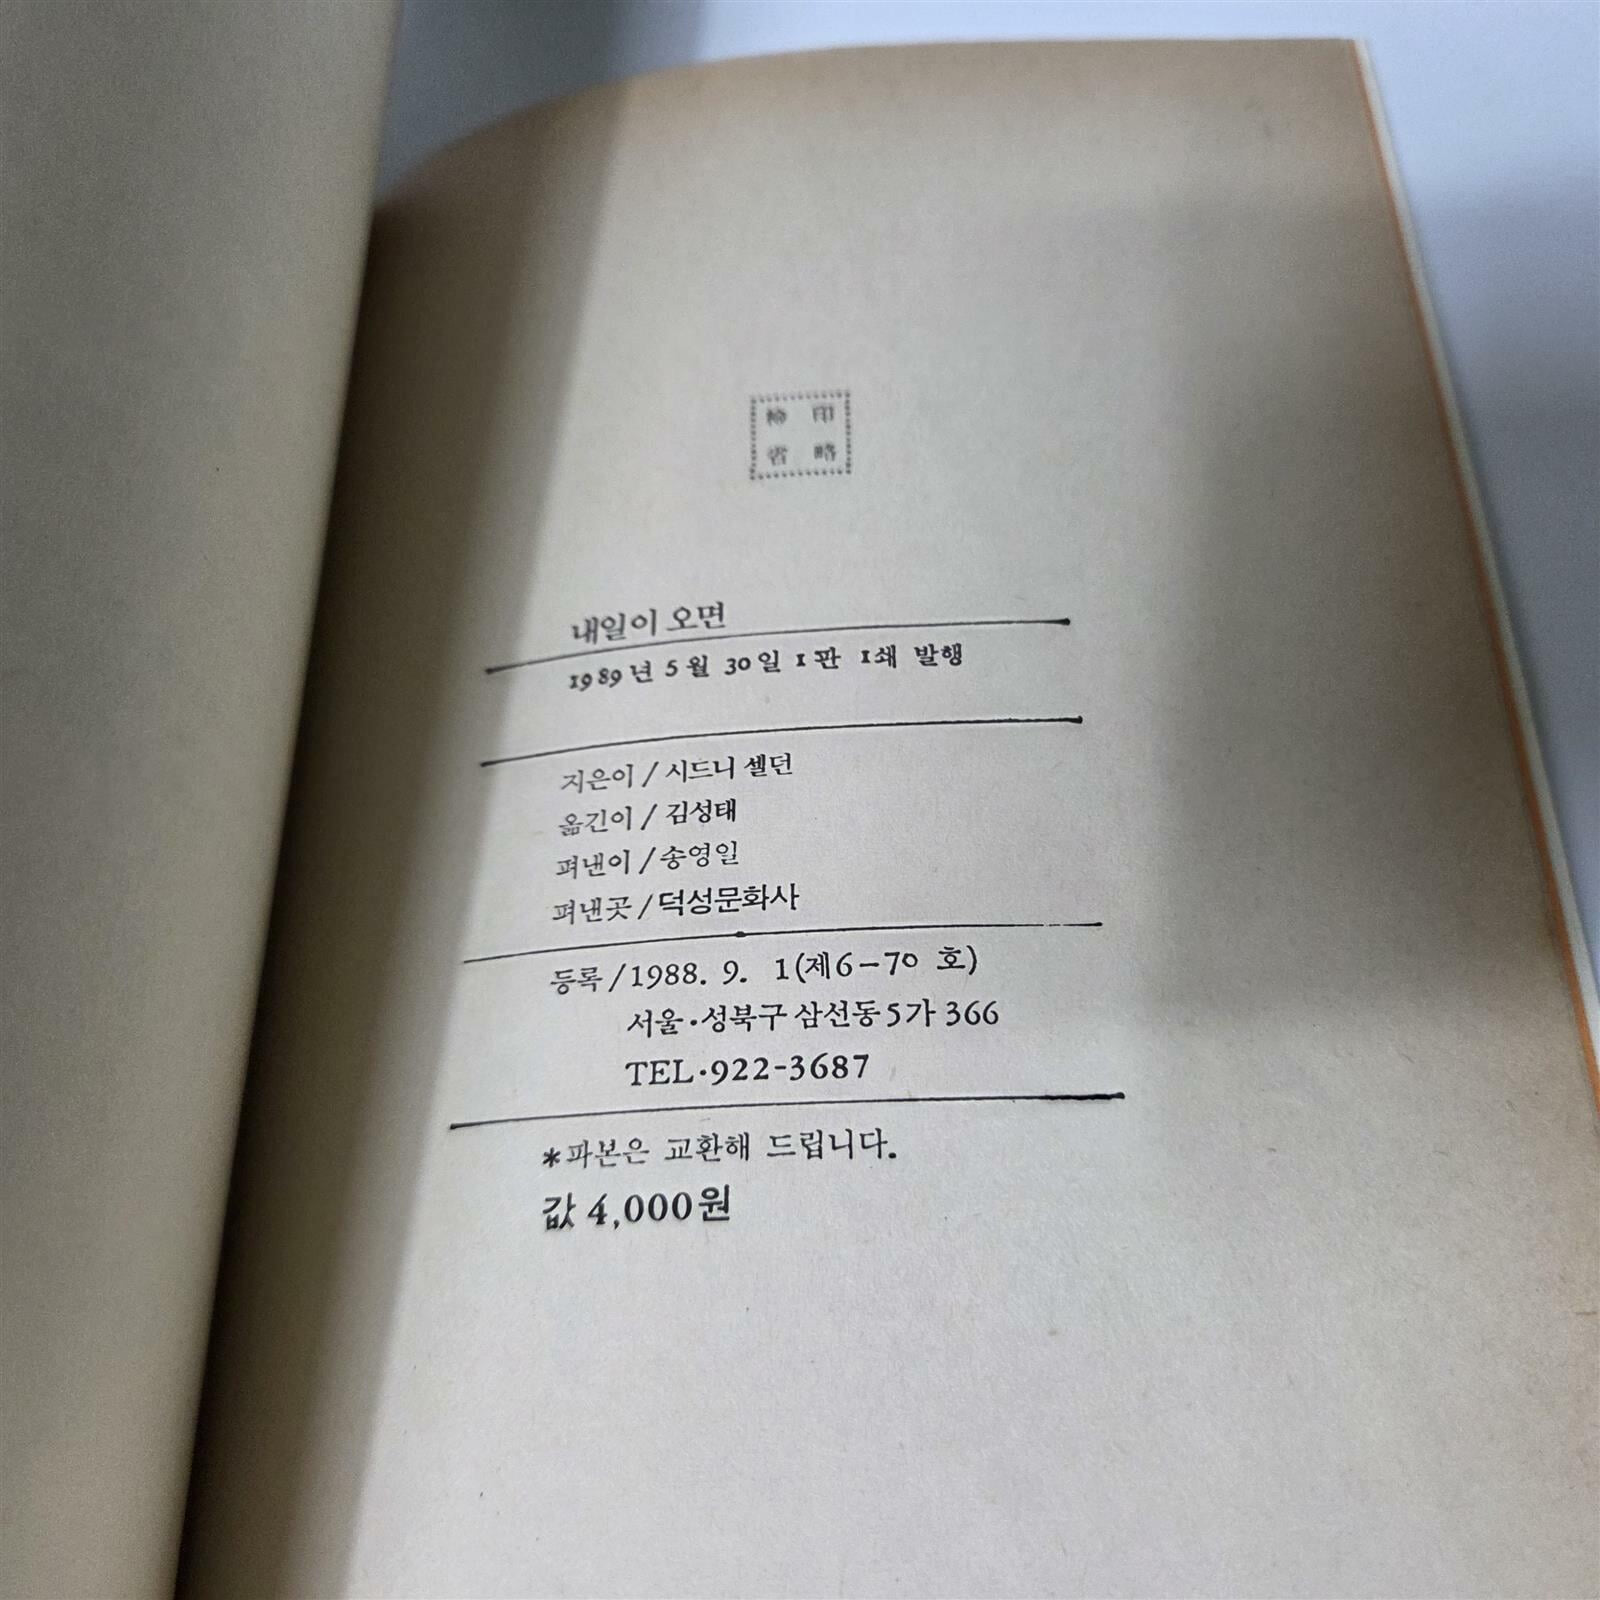 내일이 오면
1989년 5월 30일 1판 1쇄 발행
지은이 / 시드니 셀던
옮긴이 / 김성태
펴낸이 / 송영일
펴낸곳 / 덕성문화사
등록 / 1988. 9. 1 (제6-70 호)
서울·성북구 삼선동5가 366
TEL·922-3687
*파본은 교환해 드립니다.
값 4,000원